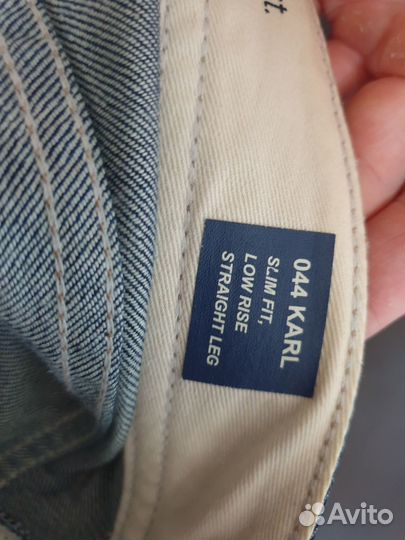 t.
044 KARL
SLIM FIT,
LOW RISE
STRAIGHT LEG
Avito